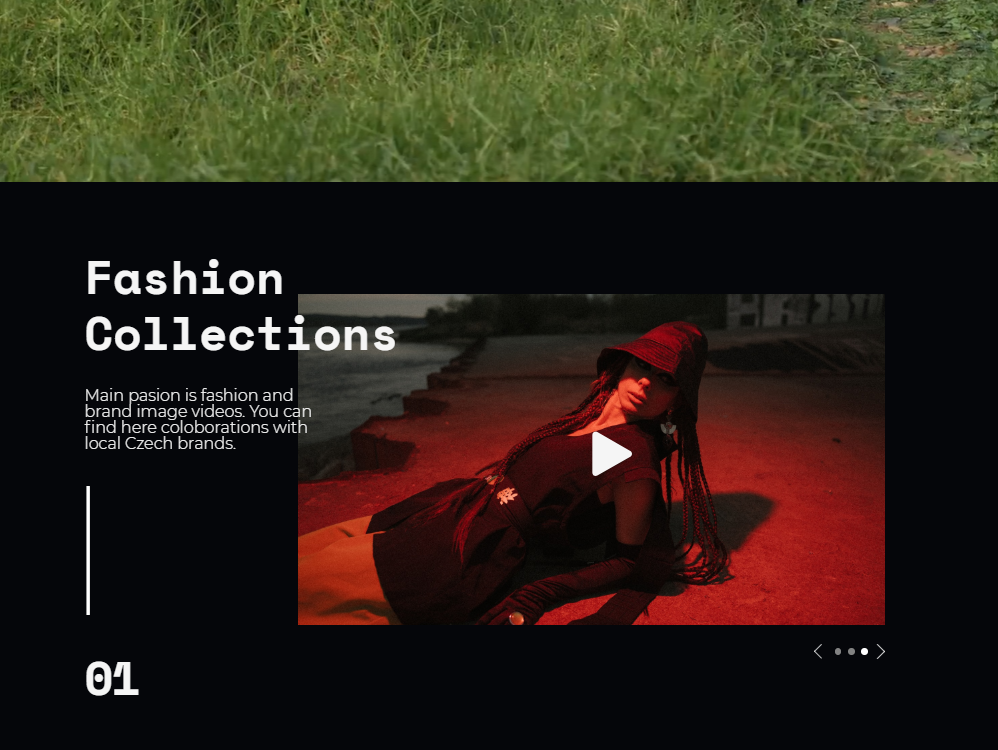 Fashion
Collections
Main pasion is fashion and
brand image videos. You can
find here coloborations with
local Czech brands.
01